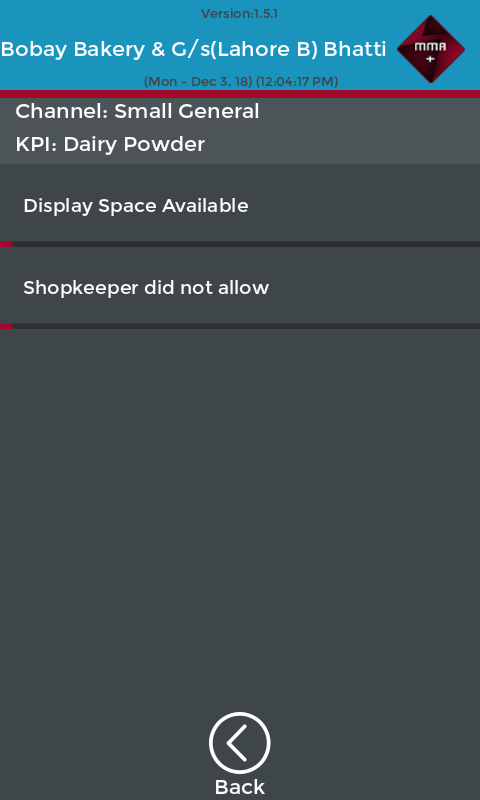 Version:1.5.1
Bobay Bakery & G/s(Lahore B) Bhatti
MMA
+
(Mon - Dec 3, 18) (12:04:17 PM)
Channel: Small General
KPI: Dairy Powder
Display Space Available
Shopkeeper did not allow
Back